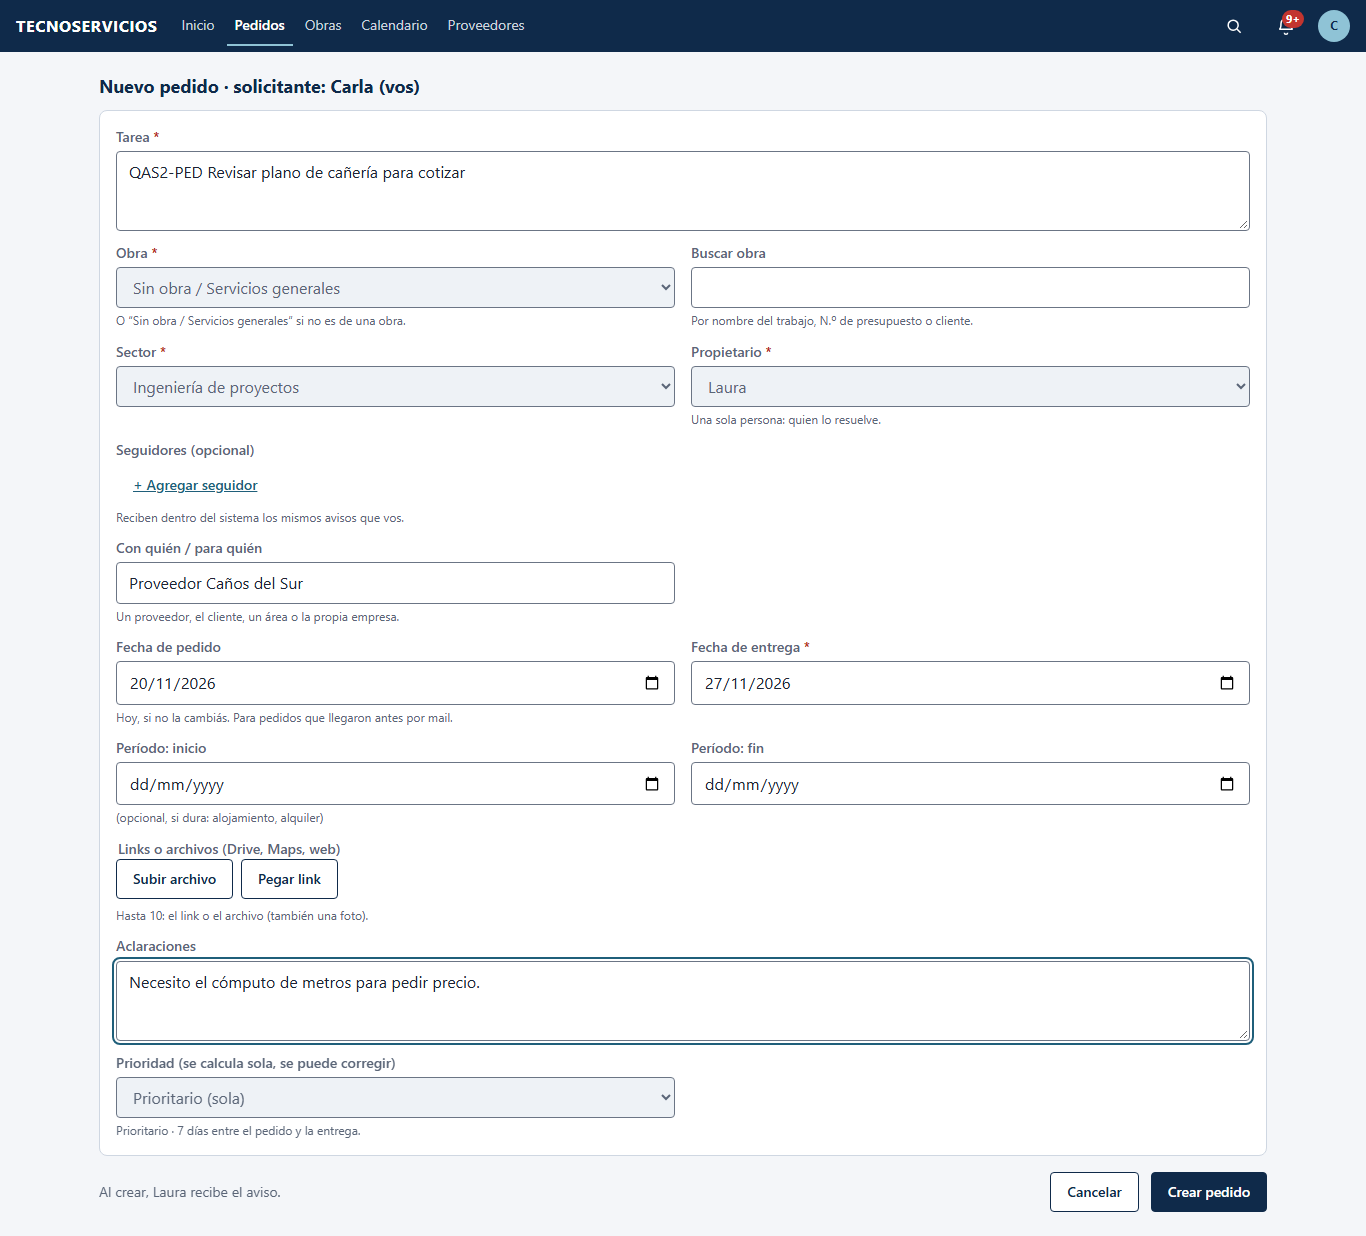 TECNOSERVICIOS Inicio Pedidos Obras Calendario Proveedores 9+ C
Nuevo pedido · solicitante: Carla (vos)
Tarea *
QAS2-PED Revisar plano de cañería para cotizar
Obra * Buscar obra
Sin obra / Servicios generales
O “Sin obra / Servicios generales” si no es de una obra. Por nombre del trabajo, N.º de presupuesto o cliente.
Sector * Propietario *
Ingeniería de proyectos Laura
Una sola persona: quien lo resuelve.
Seguidores (opcional)
+ Agregar seguidor
Reciben dentro del sistema los mismos avisos que vos.
Con quién / para quién
Proveedor Caños del Sur
Un proveedor, el cliente, un área o la propia empresa.
Fecha de pedido Fecha de entrega *
20/11/2026 27/11/2026
Hoy, si no la cambiás. Para pedidos que llegaron antes por mail.
Período: inicio Período: fin
dd/mm/yyyy dd/mm/yyyy
(opcional, si dura: alojamiento, alquiler)
Links o archivos (Drive, Maps, web)
Subir archivo Pegar link
Hasta 10: el link o el archivo (también una foto).
Aclaraciones
Necesito el cómputo de metros para pedir precio.
Prioridad (se calcula sola, se puede corregir)
Prioritario (sola)
Prioritario · 7 días entre el pedido y la entrega.
Al crear, Laura recibe el aviso. Cancelar Crear pedido